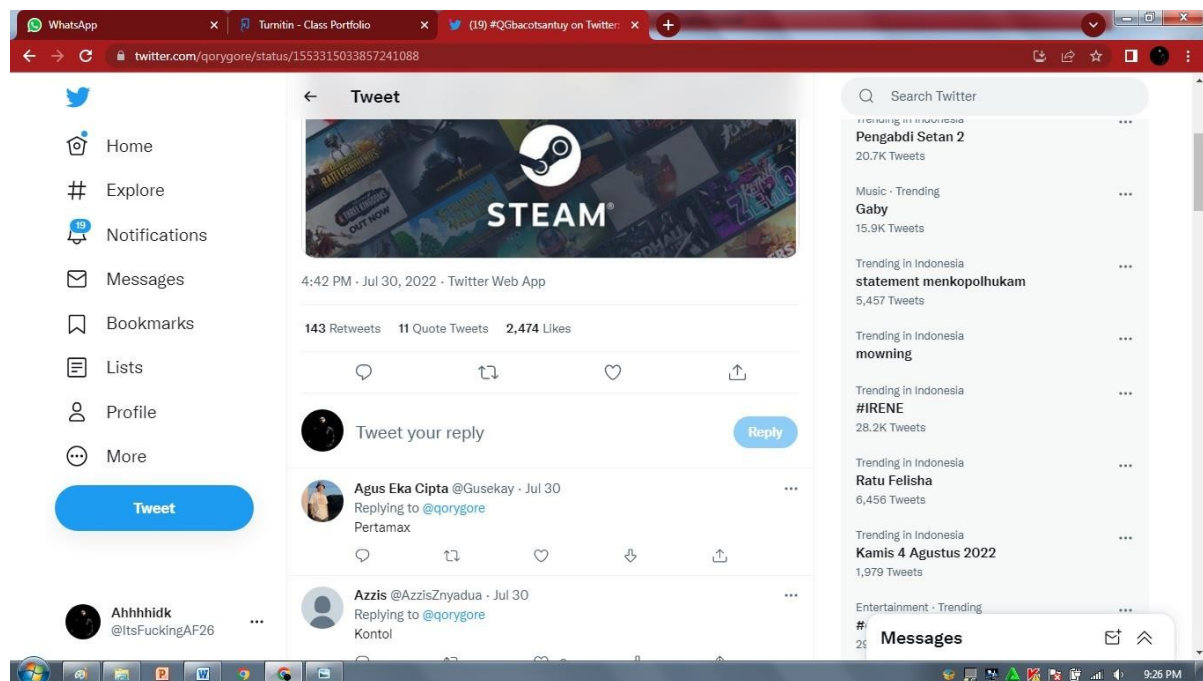 WhatsApp
Turnitin - Class Portfolio
(19) #QGbacotsantuy on Twitter:
twitter.com/qorygore/status/1553315033857241088
Home
Explore
19
Notifications
Messages
Bookmarks
Lists
Profile
More
Tweet
Ahhhhidk
@ItsFuckingAF26
Tweet
BATTLEGROUNDS
OUT NOW
STEAM®
4:42 PM · Jul 30, 2022 · Twitter Web App
143 Retweets 11 Quote Tweets 2,474 Likes
Tweet your reply
Reply
Agus Eka Cipta @Gusekay · Jul 30
Replying to @qorygore
Pertamax
Azzis @AzzisZnyadua · Jul 30
Replying to @qorygore
Kontol
Search Twitter
Trending in Indonesia
Pengabdi Setan 2
20.7K Tweets
Music · Trending
Gaby
15.9K Tweets
Trending in Indonesia
statement menkopolhukam
5,457 Tweets
Trending in Indonesia
mowning
Trending in Indonesia
#IRENE
28.2K Tweets
Trending in Indonesia
Ratu Felisha
6,456 Tweets
Trending in Indonesia
Kamis 4 Agustus 2022
1,979 Tweets
Entertainment · Trending
Messages
9:26 PM